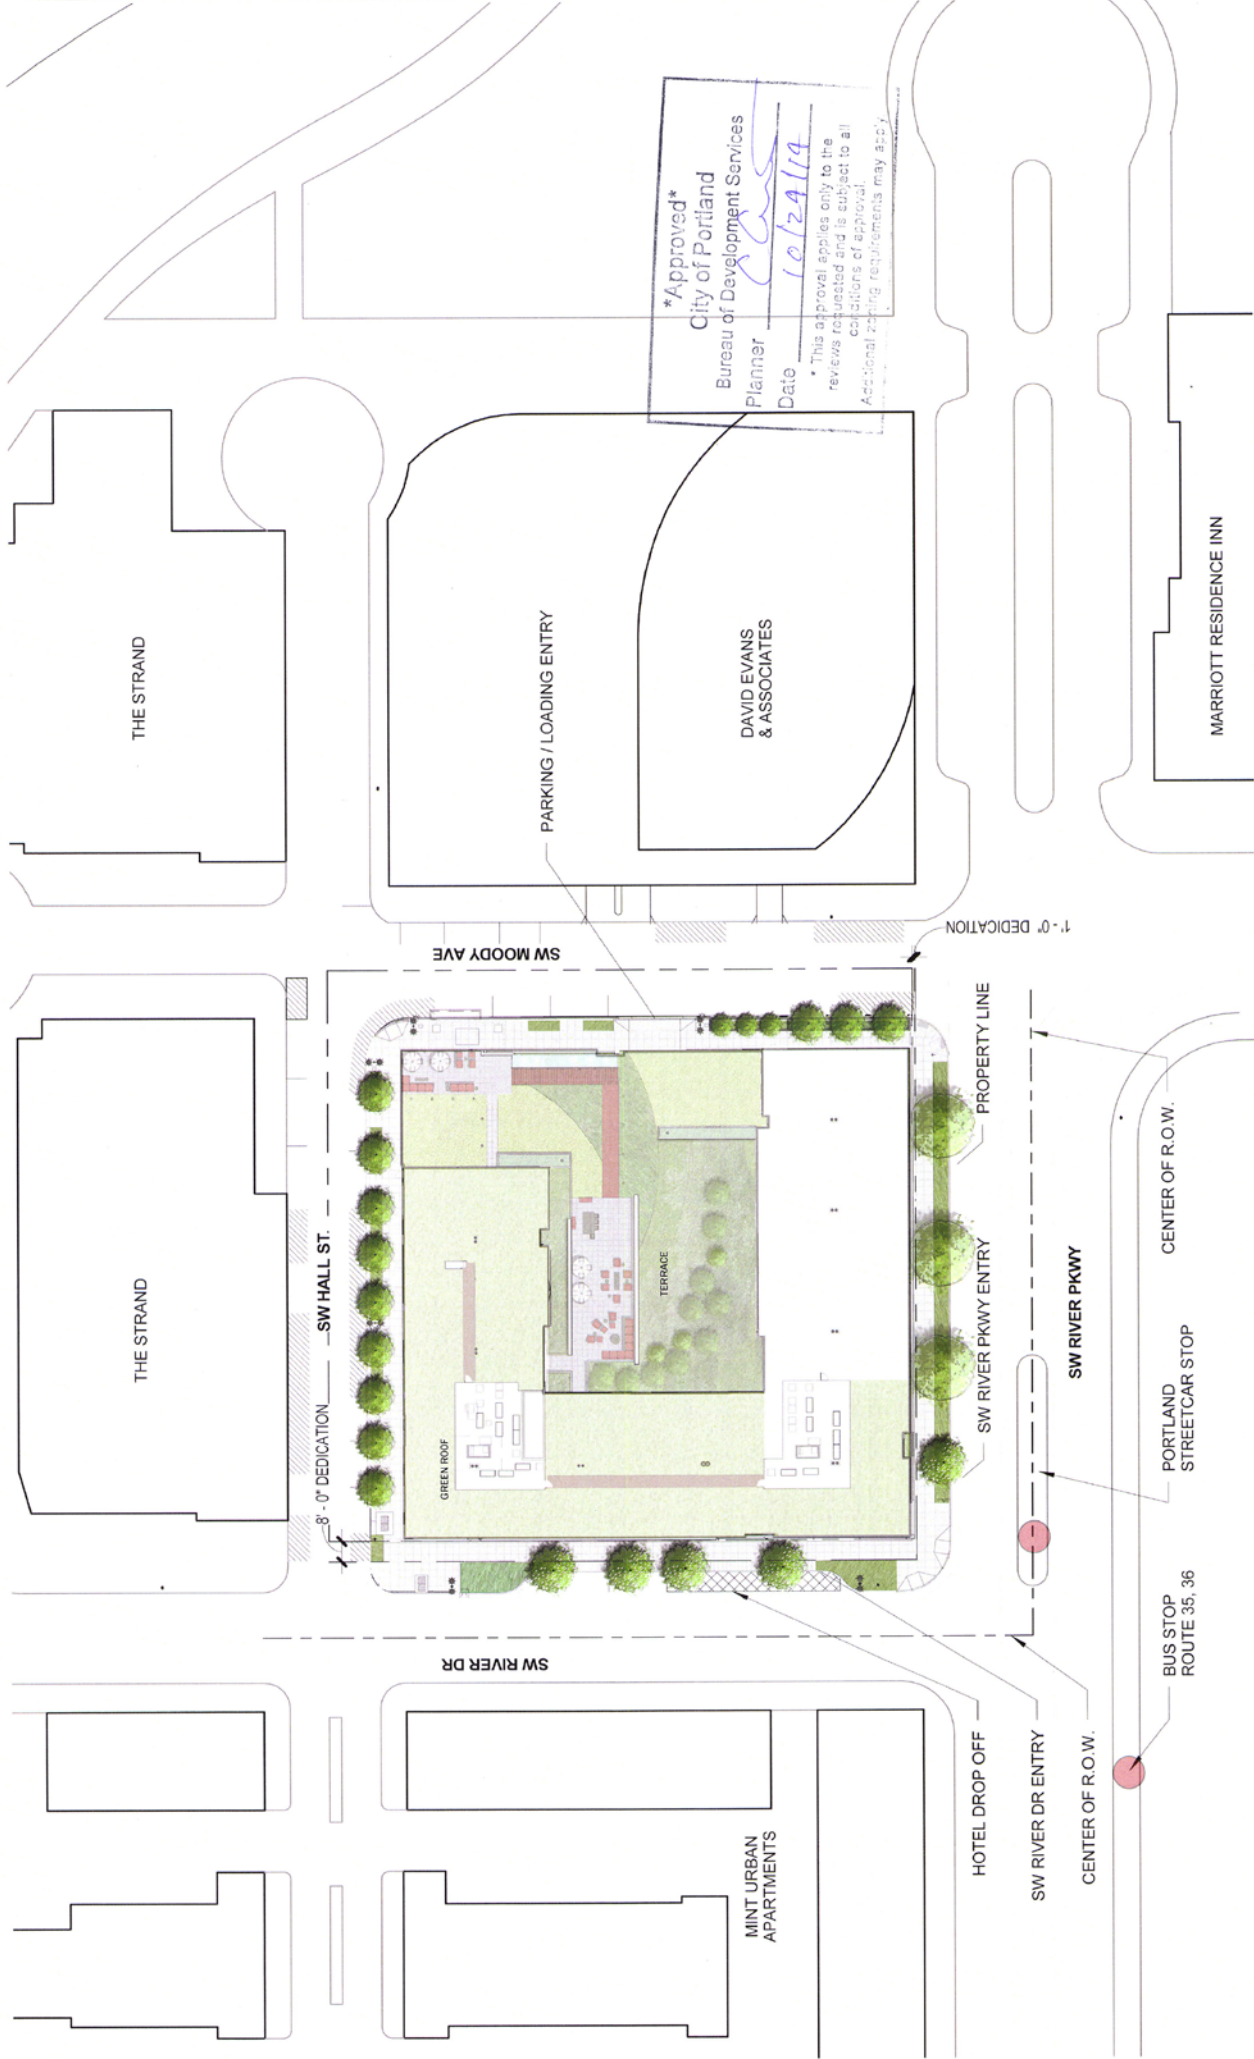 THE STRAND
THE STRAND
8' - 0" DEDICATION
SW HALL ST.
SW RIVER DR
SW MOODY AVE
GREEN ROOF
TERRACE
PARKING / LOADING ENTRY
DAVID EVANS
& ASSOCIATES
*Approved*
City of Portland
Bureau of Development Services
Planner
Date
* This approval applies only to the
reviews requested and is subject to all
conditions of approval.
Additional zoning requirements may apply
1'-0" DEDICATION
MINT URBAN
APARTMENTS
HOTEL DROP OFF
SW RIVER DR ENTRY
CENTER OF R.O.W.
SW RIVER PKWY ENTRY
PROPERTY LINE
SW RIVER PKWY
BUS STOP
ROUTE 35, 36
PORTLAND
STREETCAR STOP
CENTER OF R.O.W.
MARRIOTT RESIDENCE INN